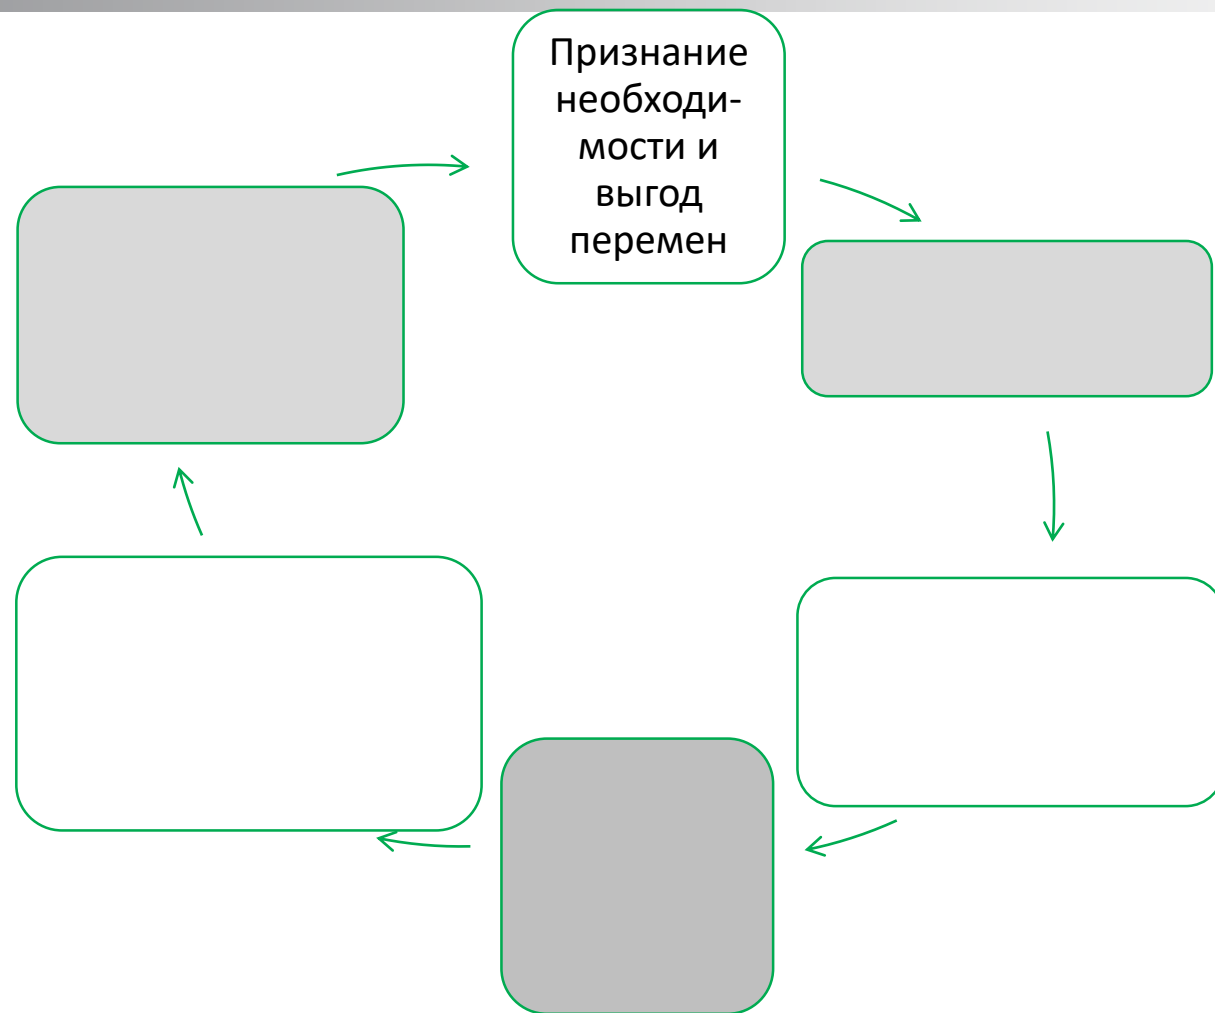 Признание
необходи-
мости и
выгод
перемен